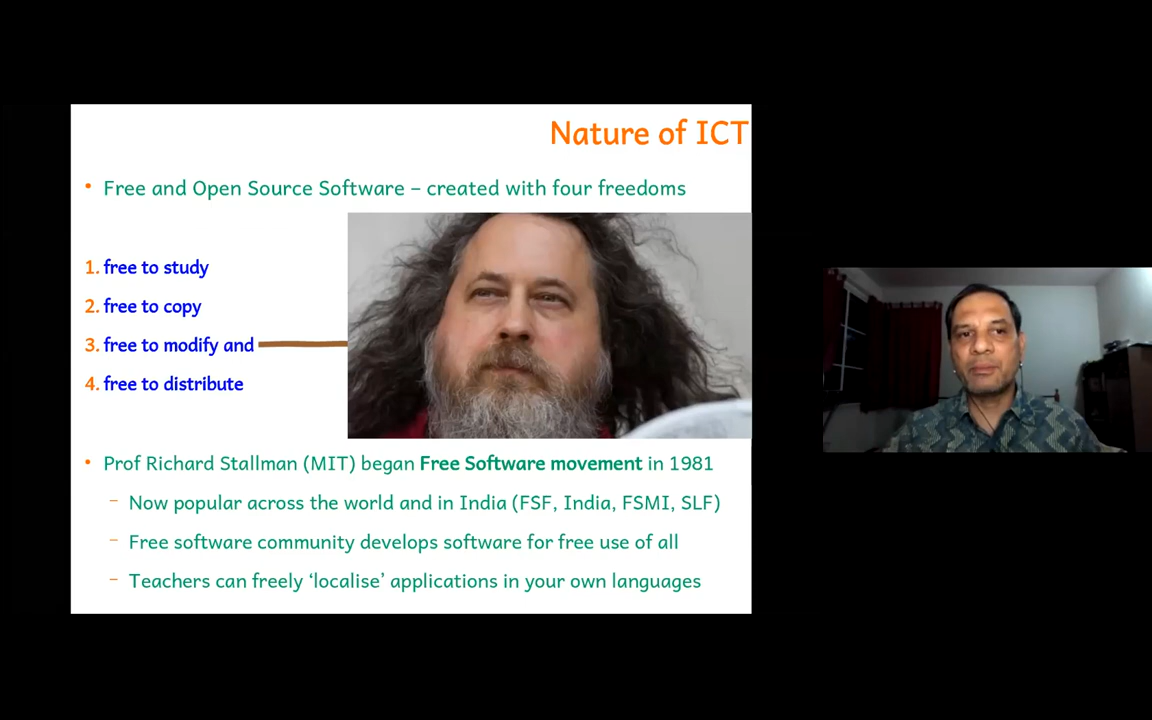 Nature of ICT
• Free and Open Source Software – created with four freedoms
1. free to study
2. free to copy
3. free to modify and
4. free to distribute
• Prof Richard Stallman (MIT) began Free Software movement in 1981
– Now popular across the world and in India (FSF, India, FSMI, SLF)
– Free software community develops software for free use of all
– Teachers can freely ‘localise’ applications in your own languages